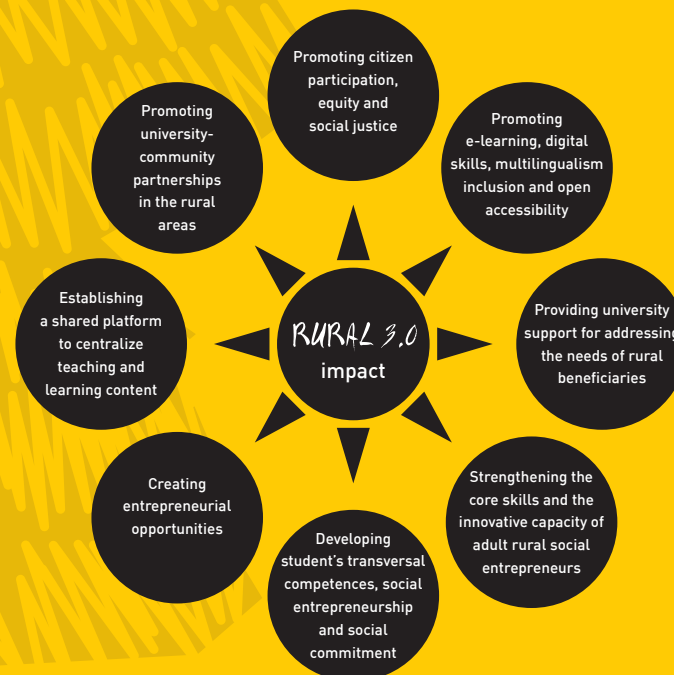 Promoting citizen
participation,
equity and
social justice
Promoting
e-learning, digital
skills, multilingualism
inclusion and open
accessibility
Providing university
support for addressing
the needs of rural
beneficiaries
Strengthening the
core skills and the
innovative capacity of
adult rural social
entrepreneurs
Developing
student’s transversal
competences, social
entrepreneurship
and social
commitment
Creating
entrepreneurial
opportunities
Establishing
a shared platform
to centralize
teaching and
learning content
Promoting
university-
community
partnerships
in the rural
areas
RURAL 3.0
impact